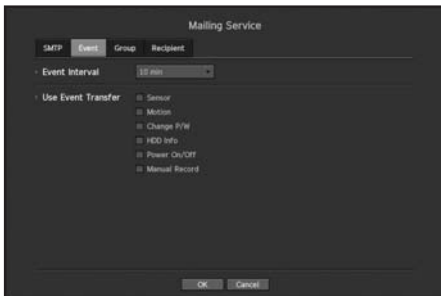 Mailing Service
SMTP Event Group Recipient
Event Interval 10 min
Use Event Transfer Sensor
Motion
Change P/W
HDD Info
Power On/Off
Manual Record
OK Cancel